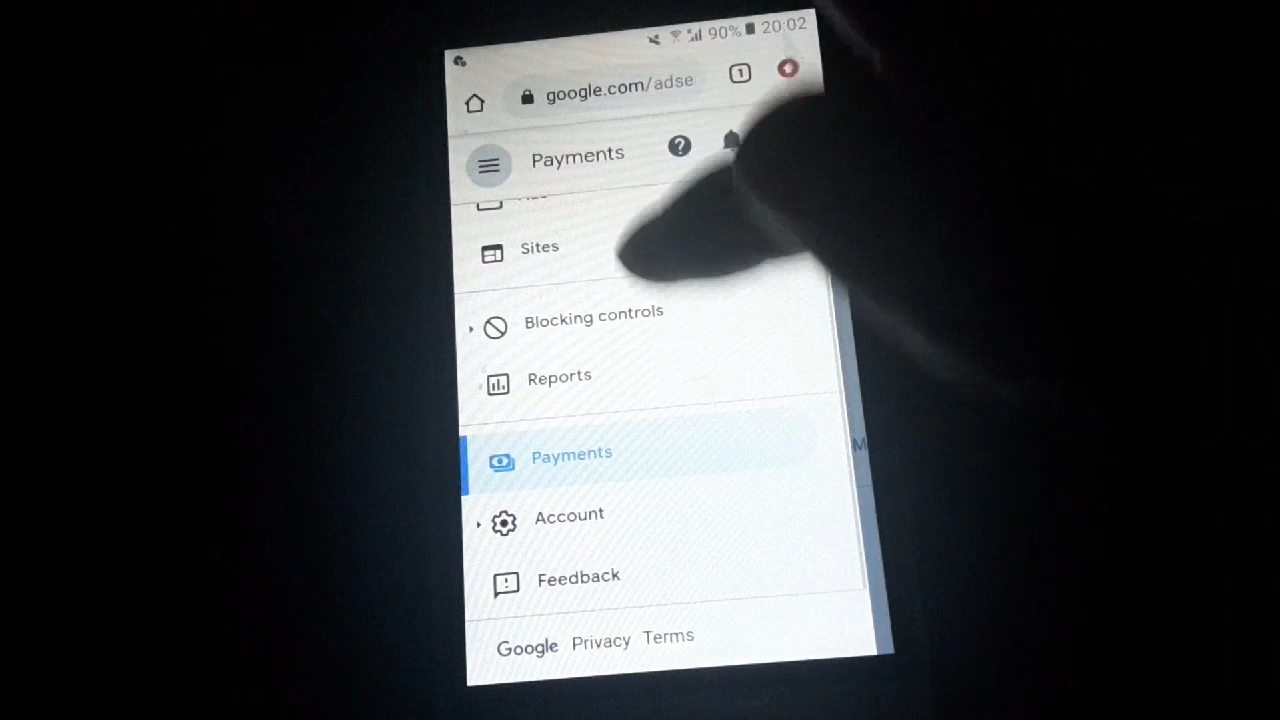 90% 20:02
google.com/adse 1
Payments
Sites
Blocking controls
Reports
Payments
M
Account
Feedback
Google Privacy Terms